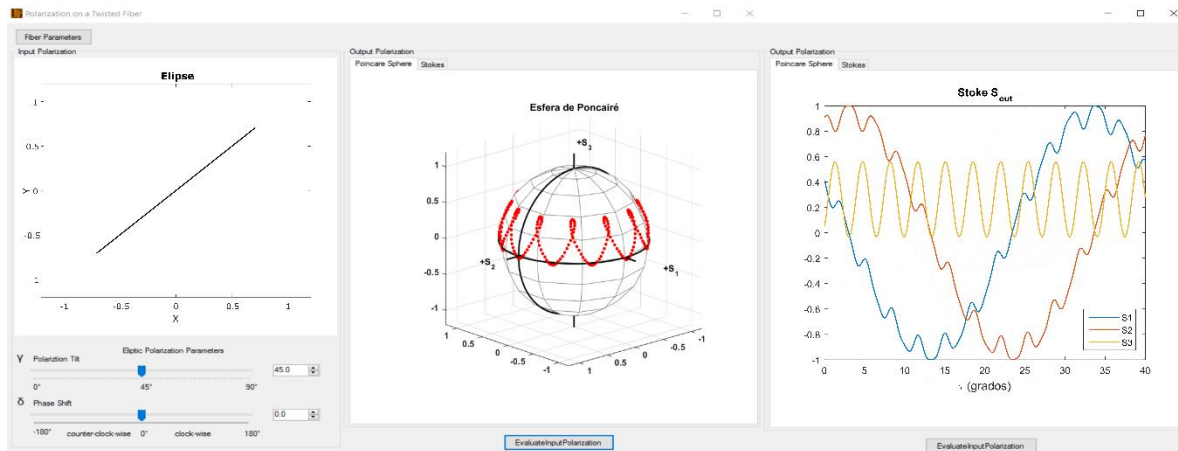 Polarization on a Twisted Fiber
Fiber Parameters
Input Polarization
Elipse
1
0
-0.5
Y
-1
0
0.5
1
X
Eliptic Polarization Parameters
γ Polariztion Tilt
45.0
0° 45° 90°
δ Phase Shift
0.0
-180° counter-clock-wise 0° clock-wise 180°
Output Polarization
Poincare Sphere Stokes
Esfera de Poncairé
+S3
1
0.5
0
-0.5
-1
+S2
+S1
1 0.5 0 -0.5 -1
1 0.5 0 -0.5 -1
EvaluateInputPolarization
Output Polarization
Poincare Sphere Stokes
Stoke Sout
1
0.8
0.6
0.4
0.2
0
-0.2
-0.4
-0.6
-0.8
-1
0 5 10 15 20 25 30 35 40
(grados)
S1
S2
S3
EvaluateInputPolarization